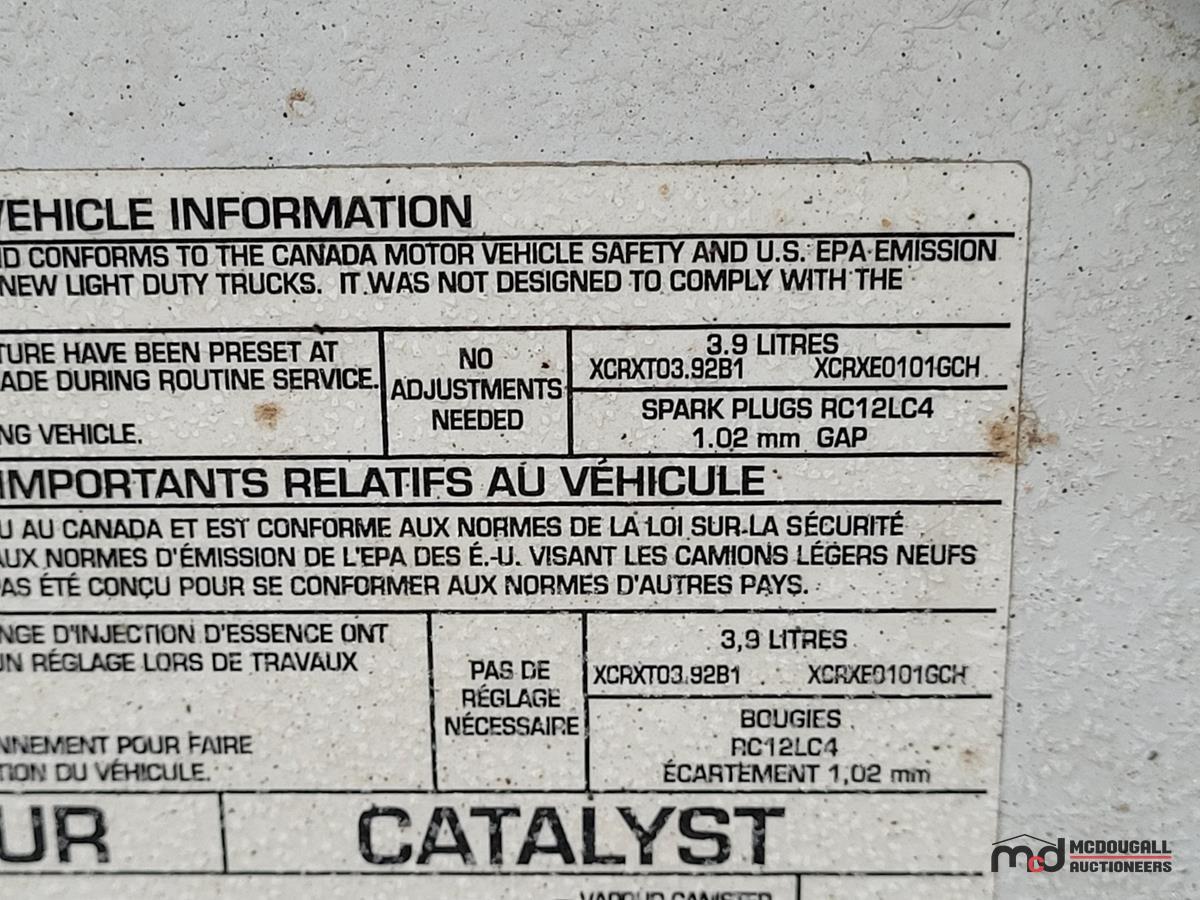 VEHICLE INFORMATION
CONFORMS TO THE CANADA MOTOR VEHICLE SAFETY AND U.S. EPA EMISSION
NEW LIGHT DUTY TRUCKS. IT WAS NOT DESIGNED TO COMPLY WITH THE
TURE HAVE BEEN PRESET AT
ADE DURING ROUTINE SERVICE.
NG VEHICLE.
NO
ADJUSTMENTS
NEEDED
3.9 LITRES
XCRXT03.92B1 XCRXE0101GCH
SPARK PLUGS RC12LC4
1.02 mm GAP
IMPORTANTS RELATIFS AU VÉHICULE
U AU CANADA ET EST CONFORME AUX NORMES DE LA LOI SUR LA SÉCURITÉ
AUX NORMES D'ÉMISSION DE L'EPA DES É.-U. VISANT LES CAMIONS LÉGERS NEUFS
PAS ÉTÉ CONÇU POUR SE CONFORMER AUX NORMES D'AUTRES PAYS.
NGE D'INJECTION D'ESSENCE ONT
UN RÉGLAGE LORS DE TRAVAUX
NNEMENT POUR FAIRE
TION DU VÉHICULE.
PAS DE
RÉGLAGE
NÉCESSAIRE
3,9 LITRES
XCRXT03.92B1 XCRXE0101GCH
BOUGIES
RC12LC4
ÉCARTEMENT 1,02 mm
UR
CATALYST
VAPOUR CANISTER
mcd MCDOUGALL
AUCTIONEERS